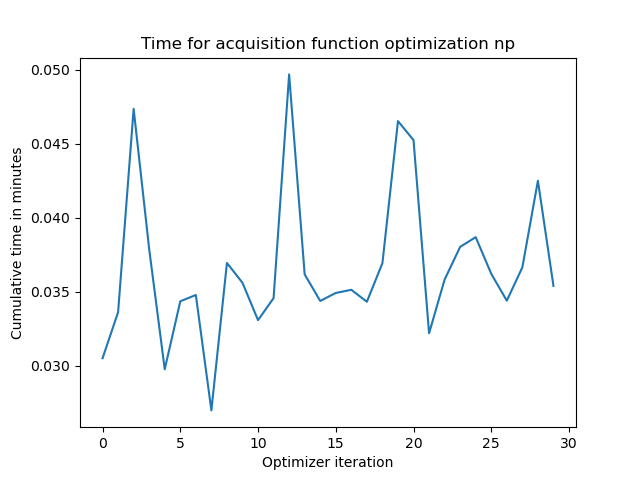 Time for acquisition function optimization np
Cumulative time in minutes
0.050
0.045
0.040
0.035
0.030
0 5 10 15 20 25 30
Optimizer iteration